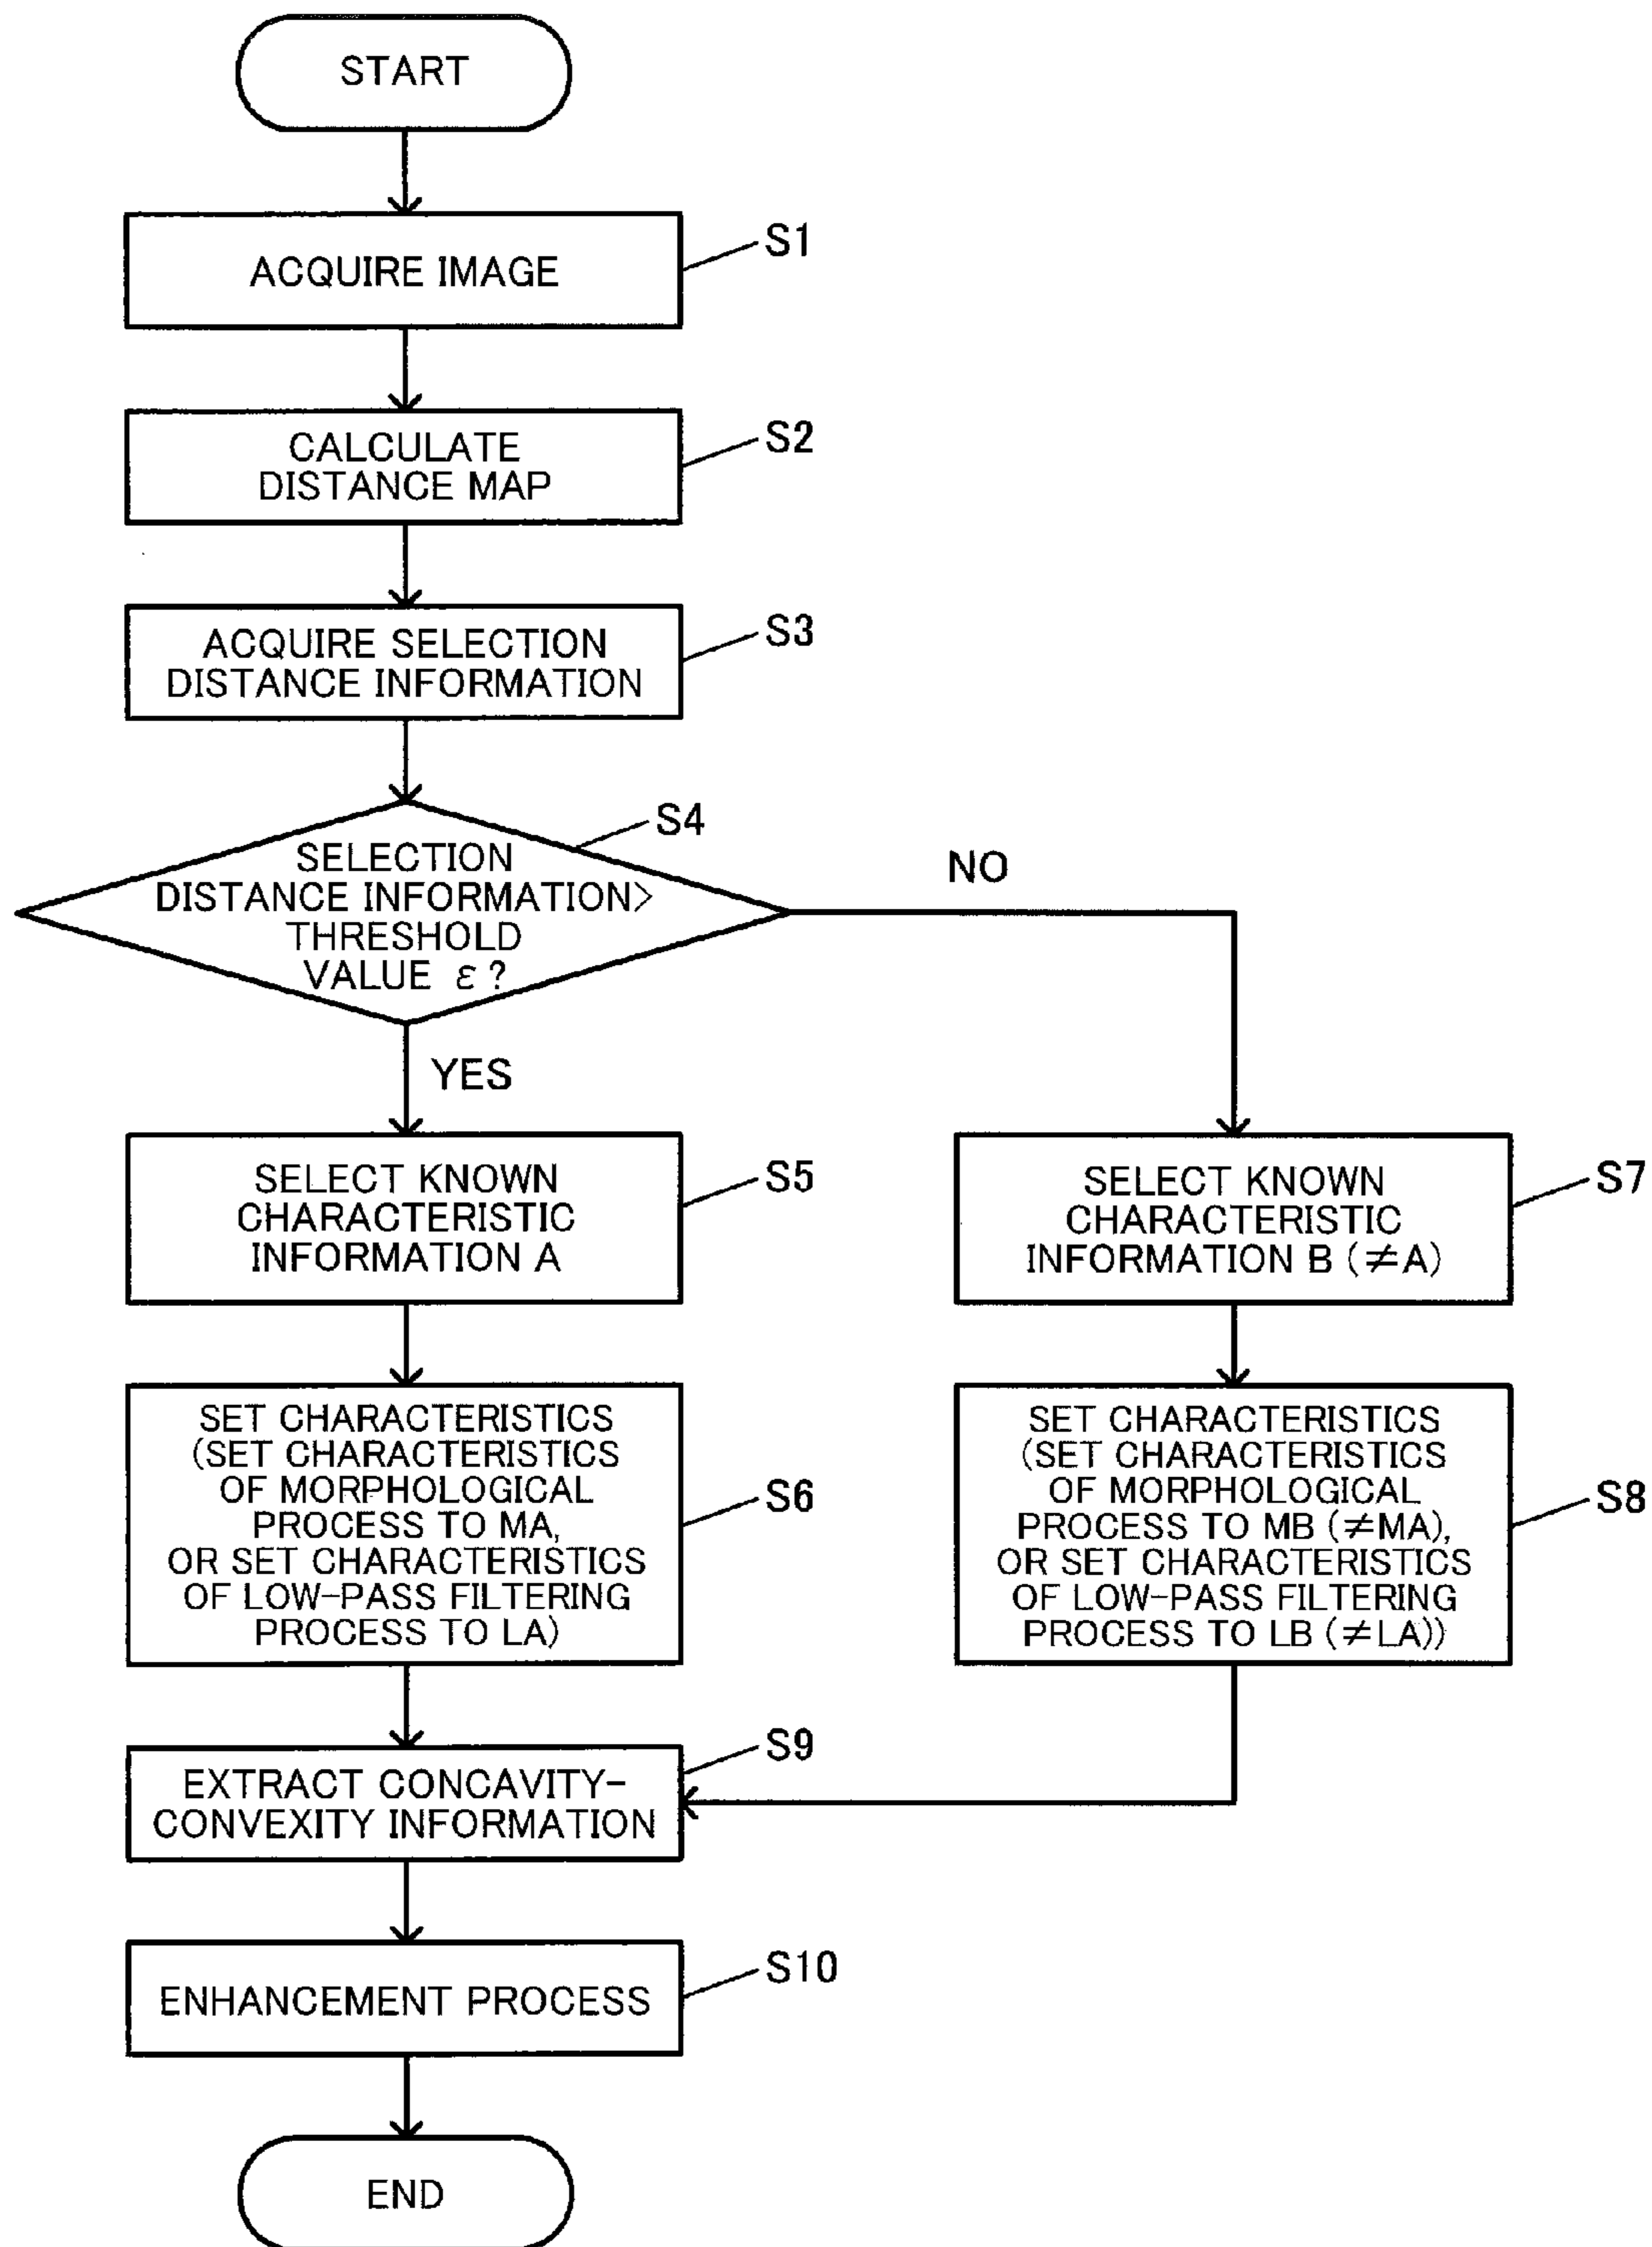 START
ACQUIRE IMAGE
S1
CALCULATE
DISTANCE MAP
S2
ACQUIRE SELECTION
DISTANCE INFORMATION
S3
SELECTION
DISTANCE INFORMATION>
THRESHOLD
VALUE ε?
S4
NO
YES
SELECT KNOWN
CHARACTERISTIC
INFORMATION A
S5
SELECT KNOWN
CHARACTERISTIC
INFORMATION B (≠A)
S7
SET CHARACTERISTICS
(SET CHARACTERISTICS
OF MORPHOLOGICAL
PROCESS TO MA,
OR SET CHARACTERISTICS
OF LOW-PASS FILTERING
PROCESS TO LA)
S6
SET CHARACTERISTICS
(SET CHARACTERISTICS
OF MORPHOLOGICAL
PROCESS TO MB (≠MA),
OR SET CHARACTERISTICS
OF LOW-PASS FILTERING
PROCESS TO LB (≠LA))
S8
EXTRACT CONCAVITY-
CONVEXITY INFORMATION
S9
ENHANCEMENT PROCESS
S10
END